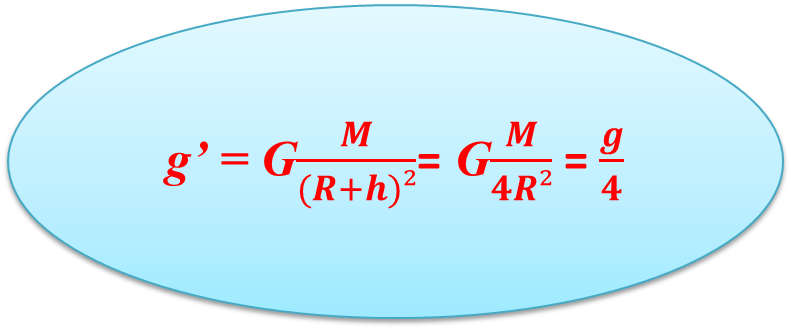 g’ = G M/(R+h)² = G M/4R² = g/4